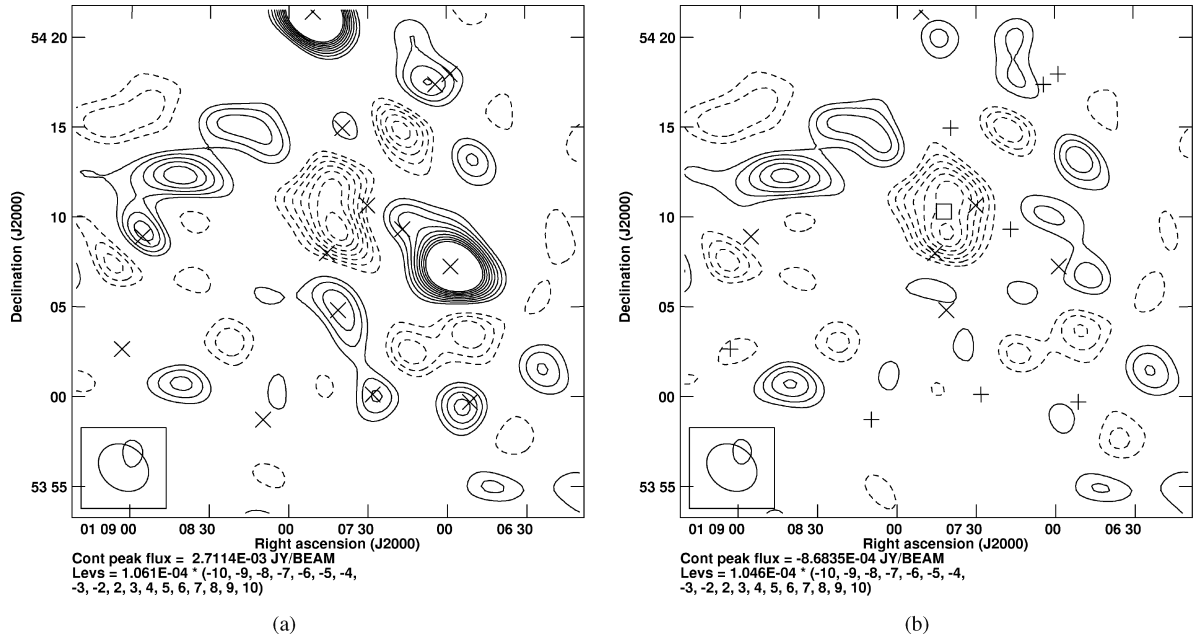 54 20
15
10
05
00
53 55
Declination (J2000)
01 09 00 08 30 00 07 30 00 06 30
Right ascension (J2000)
Cont peak flux = 2.7114E-03 JY/BEAM
Levs = 1.061E-04 * (-10, -9, -8, -7, -6, -5, -4,
-3, -2, 2, 3, 4, 5, 6, 7, 8, 9, 10)
(a)
54 20
15
10
05
00
53 55
Declination (J2000)
01 09 00 08 30 00 07 30 00 06 30
Right ascension (J2000)
Cont peak flux = -8.6835E-04 JY/BEAM
Levs = 1.046E-04 * (-10, -9, -8, -7, -6, -5, -4,
-3, -2, 2, 3, 4, 5, 6, 7, 8, 9, 10)
(b)